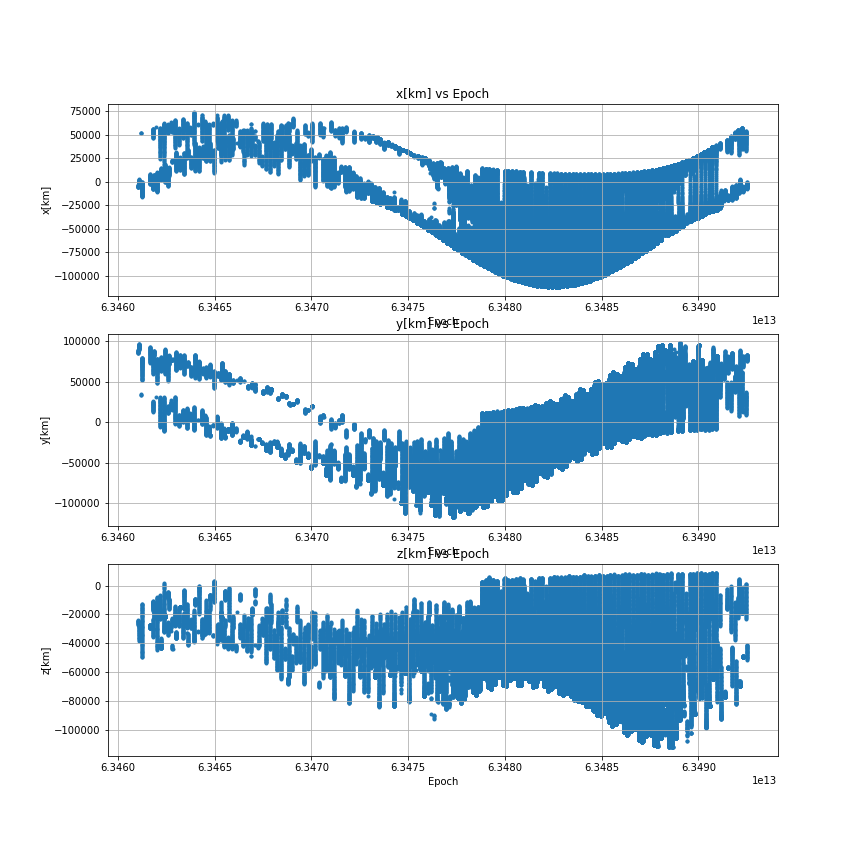 x[km] vs Epoch
75000
50000
25000
0
−25000
−50000
−75000
−100000
x[km]
6.3460 6.3465 6.3470 6.3475 6.3480 6.3485 6.3490
1e13
Epoch
y[km] vs Epoch
100000
50000
0
−50000
−100000
y[km]
6.3460 6.3465 6.3470 6.3475 6.3480 6.3485 6.3490
1e13
Epoch
z[km] vs Epoch
0
−20000
−40000
−60000
−80000
−100000
z[km]
6.3460 6.3465 6.3470 6.3475 6.3480 6.3485 6.3490
1e13
Epoch